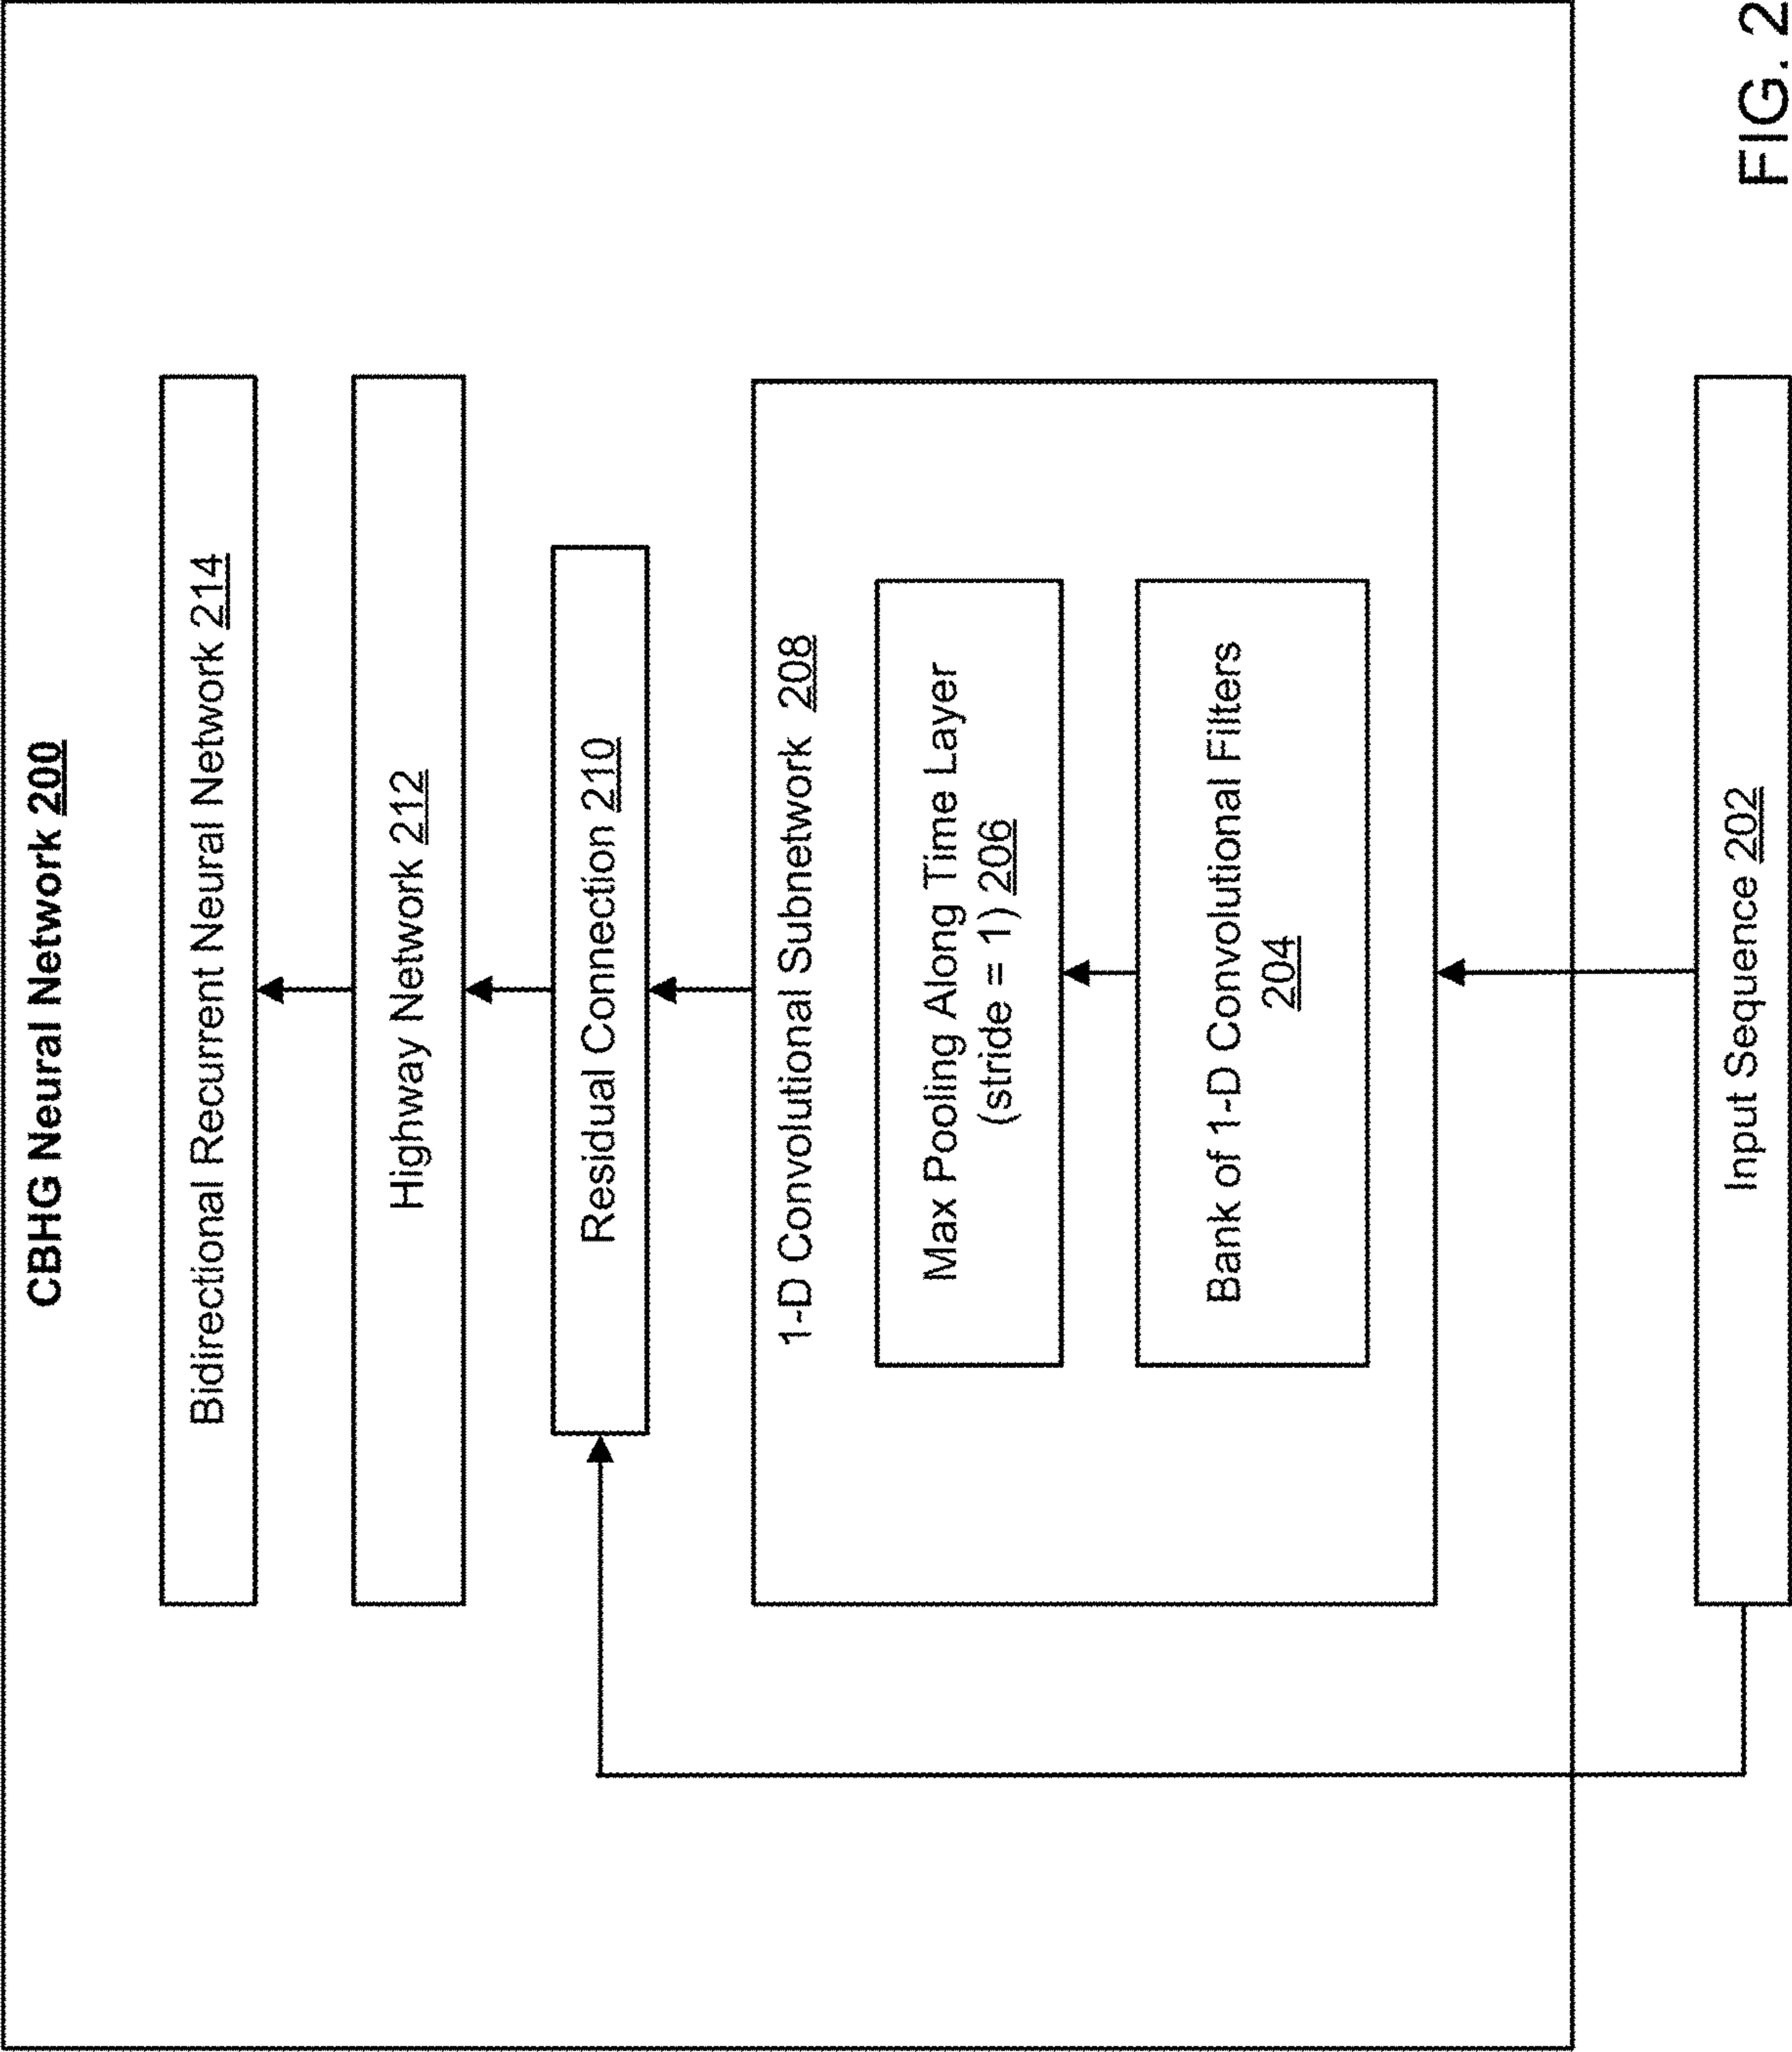 CBHG Neural Network 200
Bidirectional Recurrent Neural Network 214
Highway Network 212
Residual Connection 210
1-D Convolutional Subnetwork 208
Max Pooling Along Time Layer
(stride = 1) 206
Bank of 1-D Convolutional Filters
204
Input Sequence 202
FIG. 2